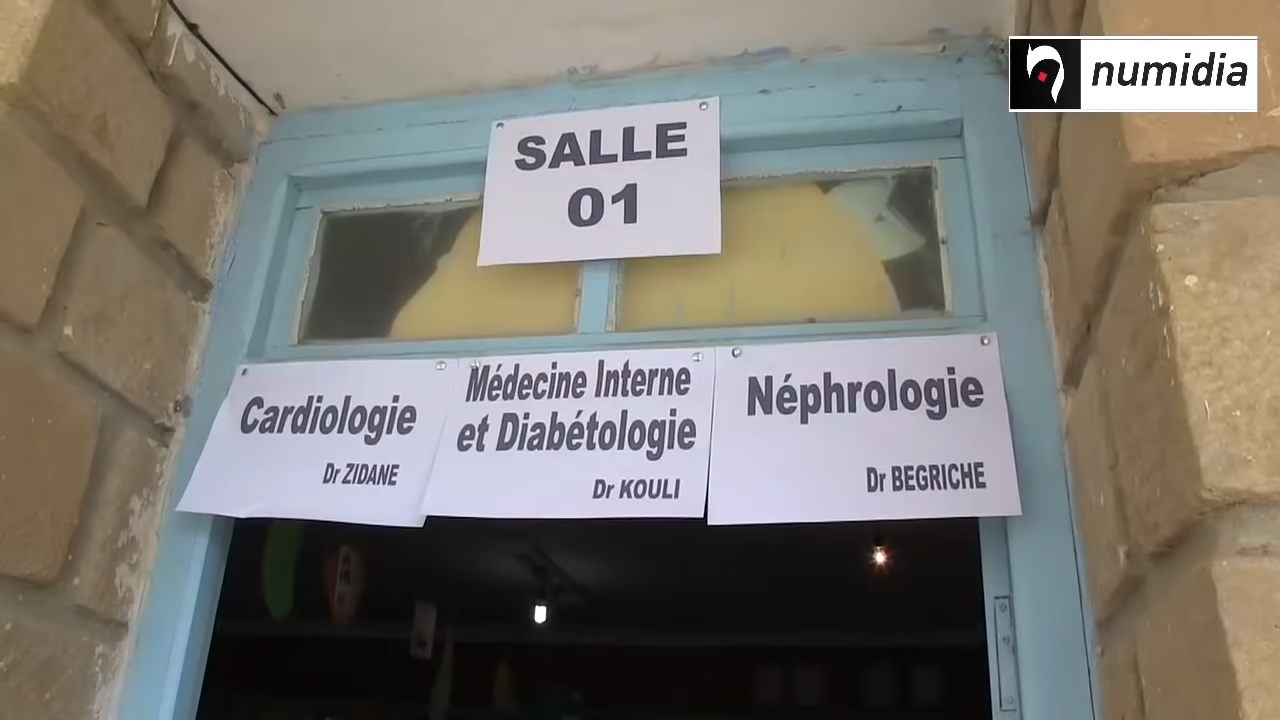 numidia
SALLE
01
Cardiologie
Dr ZIDANE
Médecine Interne
et Diabétologie
Dr KOULI
Néphrologie
Dr BEGRICHE